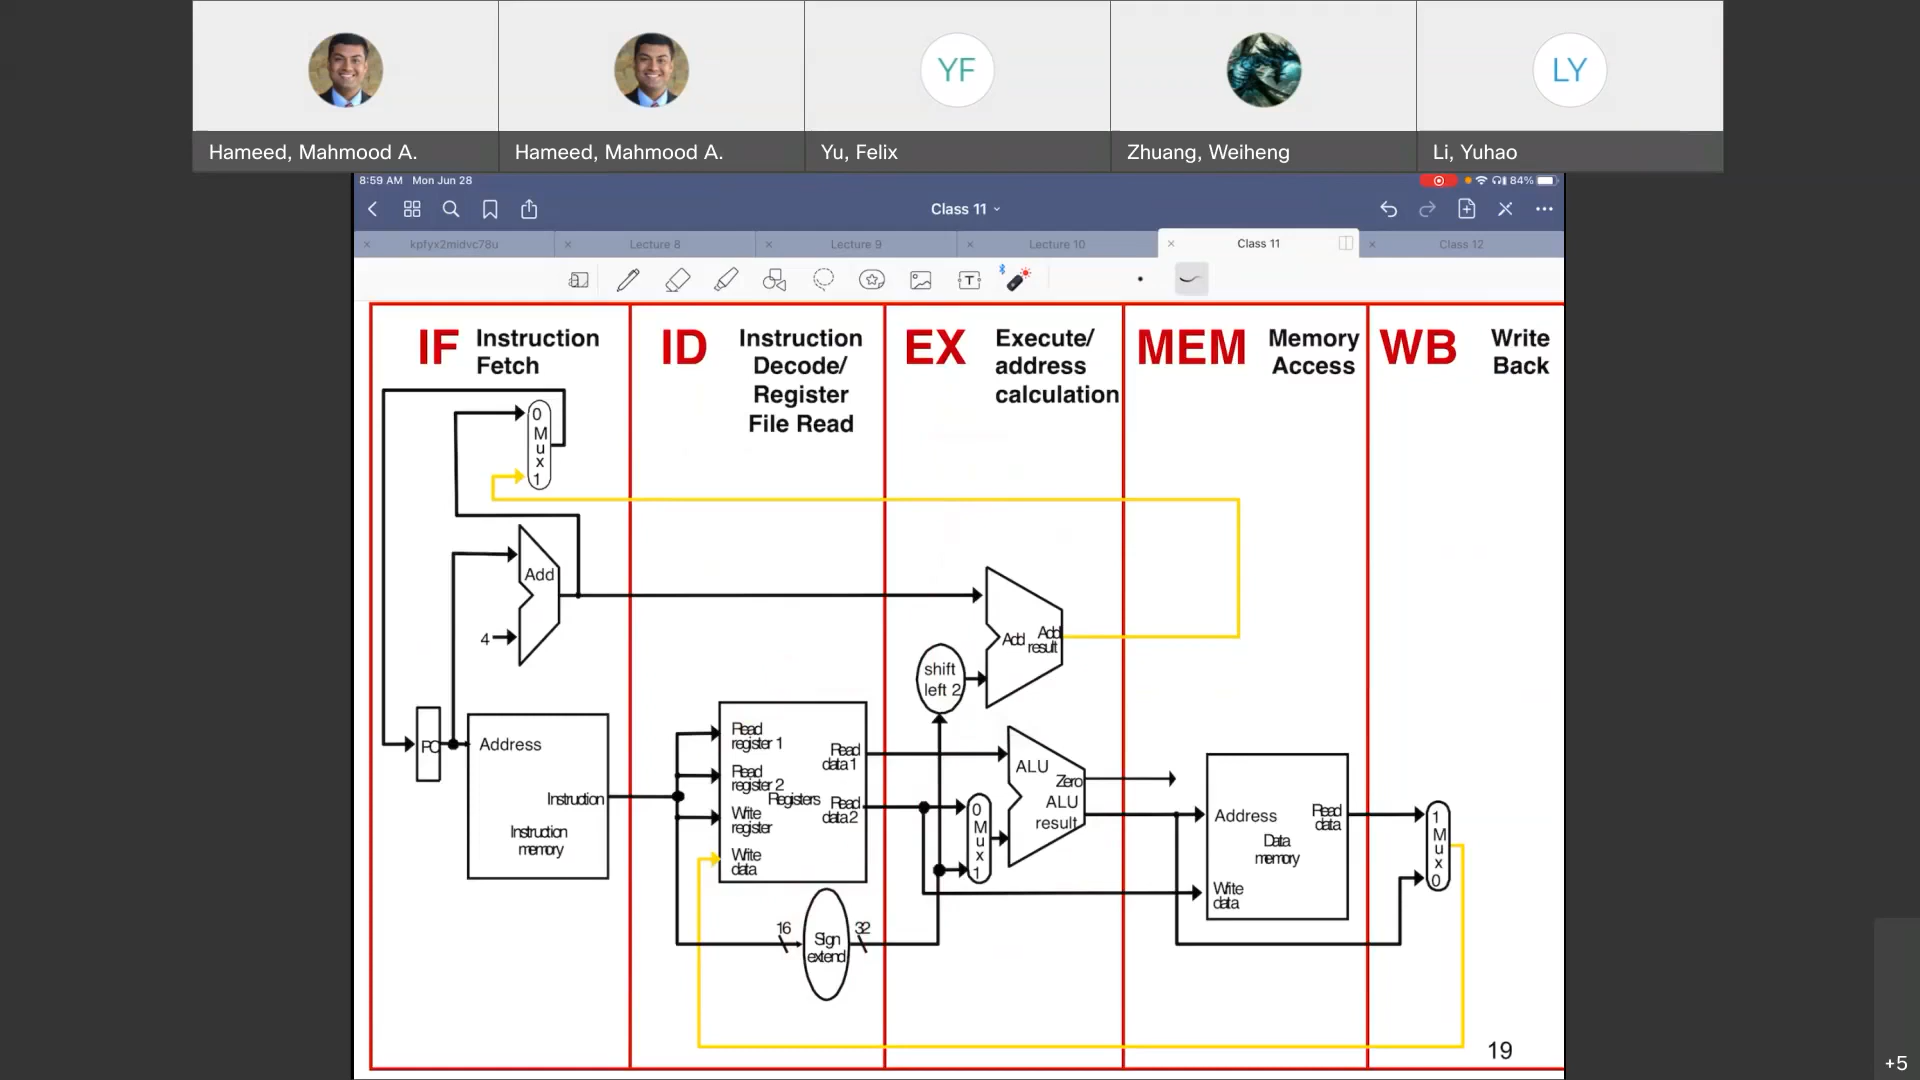 YF
LY
Hameed, Mahmood A.
Hameed, Mahmood A.
Yu, Felix
Zhuang, Weiheng
Li, Yuhao
8:59 AM Mon Jun 28
84%
Class 11
kpfyx2midvc78u
Lecture 8
Lecture 9
Lecture 10
Class 11
Class 12
T
IF Instruction
Fetch
ID Instruction
Decode/
Register
File Read
EX Execute/
address
calculation
MEM Memory
Access
WB Write
Back
0
M
u
x
1
Add
4
Add
Add
result
shift
left 2
PC
Address
Instruction
Instruction
memory
Read
register 1
Read
register 2
Write
register
Write
data
Registers
Read
data 1
Read
data 2
16
Sign
extend
32
0
M
u
x
1
ALU
Zero
ALU
result
Address
Read
data
Data
memory
Write
data
1
M
u
x
0
19
+5